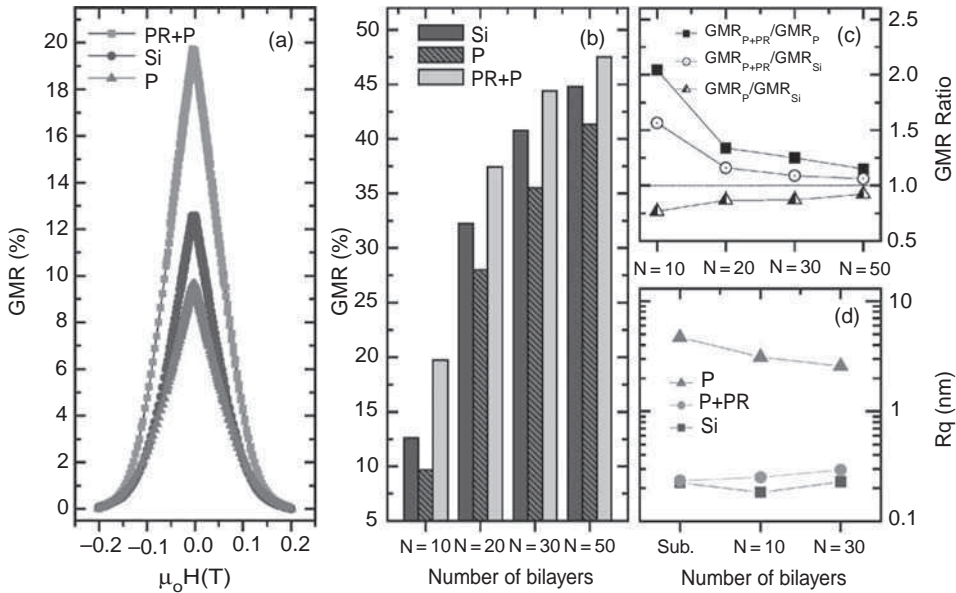 (a)
PR+P
Si
P
20
18
16
14
12
10
8
6
4
2
0
GMR (%)
−0.2 −0.1 0.0 0.1 0.2
μoH(T)
(b)
Si
P
PR+P
50
45
40
35
30
25
20
15
10
5
GMR (%)
N = 10 N = 20 N = 30 N = 50
Number of bilayers
(c)
GMRP+PR/GMRP
GMRP+PR/GMRSi
GMRP/GMRSi
2.5
2.0
1.5
1.0
0.5
GMR Ratio
N = 10 N = 20 N = 30 N = 50
(d)
P
P+PR
Si
10
1
0.1
Rq (nm)
Sub. N = 10 N = 30
Number of bilayers